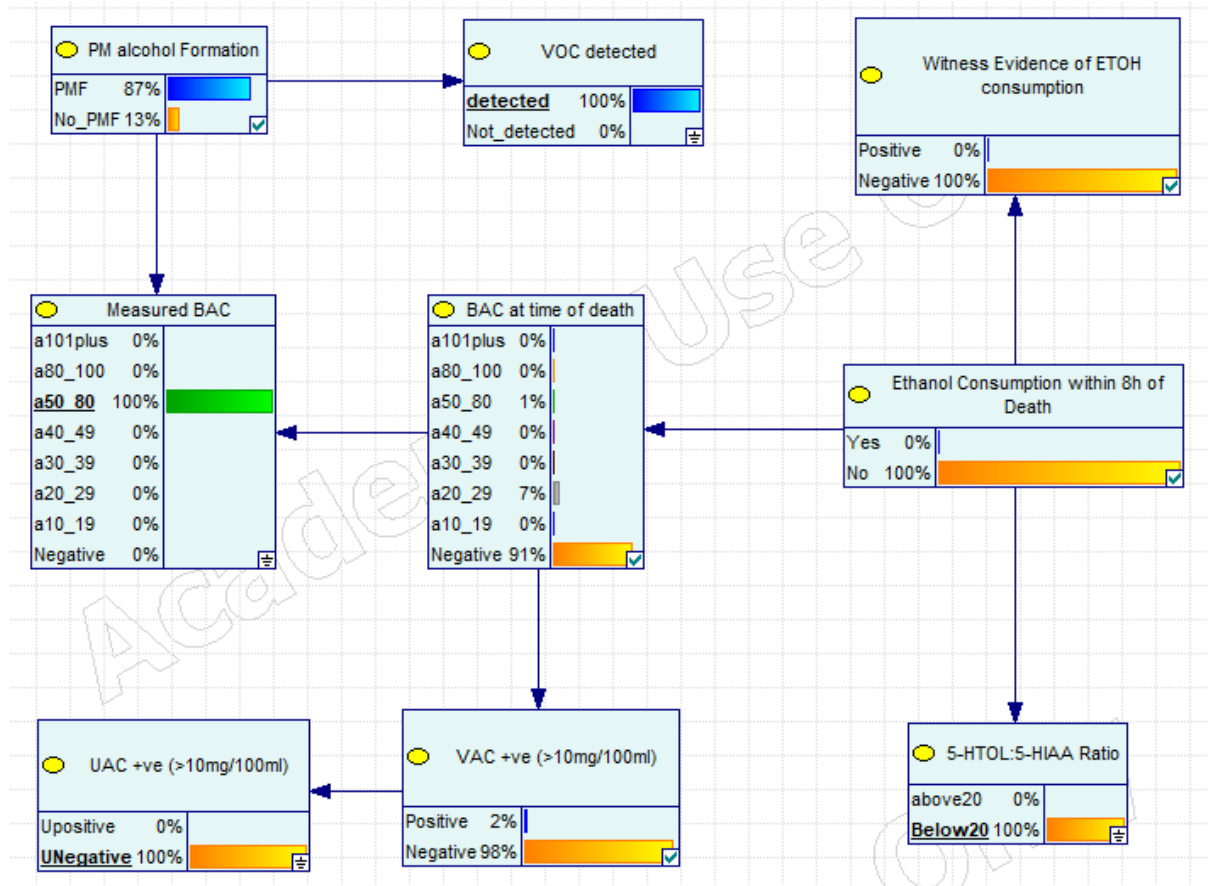 PM alcohol Formation
PMF 87%
No_PMF 13%
VOC detected
detected 100%
Not_detected 0%
Witness Evidence of ETOH
consumption
Positive 0%
Negative 100%
Measured BAC
a101plus 0%
a80_100 0%
a50_80 100%
a40_49 0%
a30_39 0%
a20_29 0%
a10_19 0%
Negative 0%
BAC at time of death
a101plus 0%
a80_100 0%
a50_80 1%
a40_49 0%
a30_39 0%
a20_29 7%
a10_19 0%
Negative 91%
Ethanol Consumption within 8h of
Death
Yes 0%
No 100%
UAC +ve (>10mg/100ml)
Upositive 0%
UNegative 100%
VAC +ve (>10mg/100ml)
Positive 2%
Negative 98%
5-HTOL:5-HIAA Ratio
above20 0%
Below20 100%